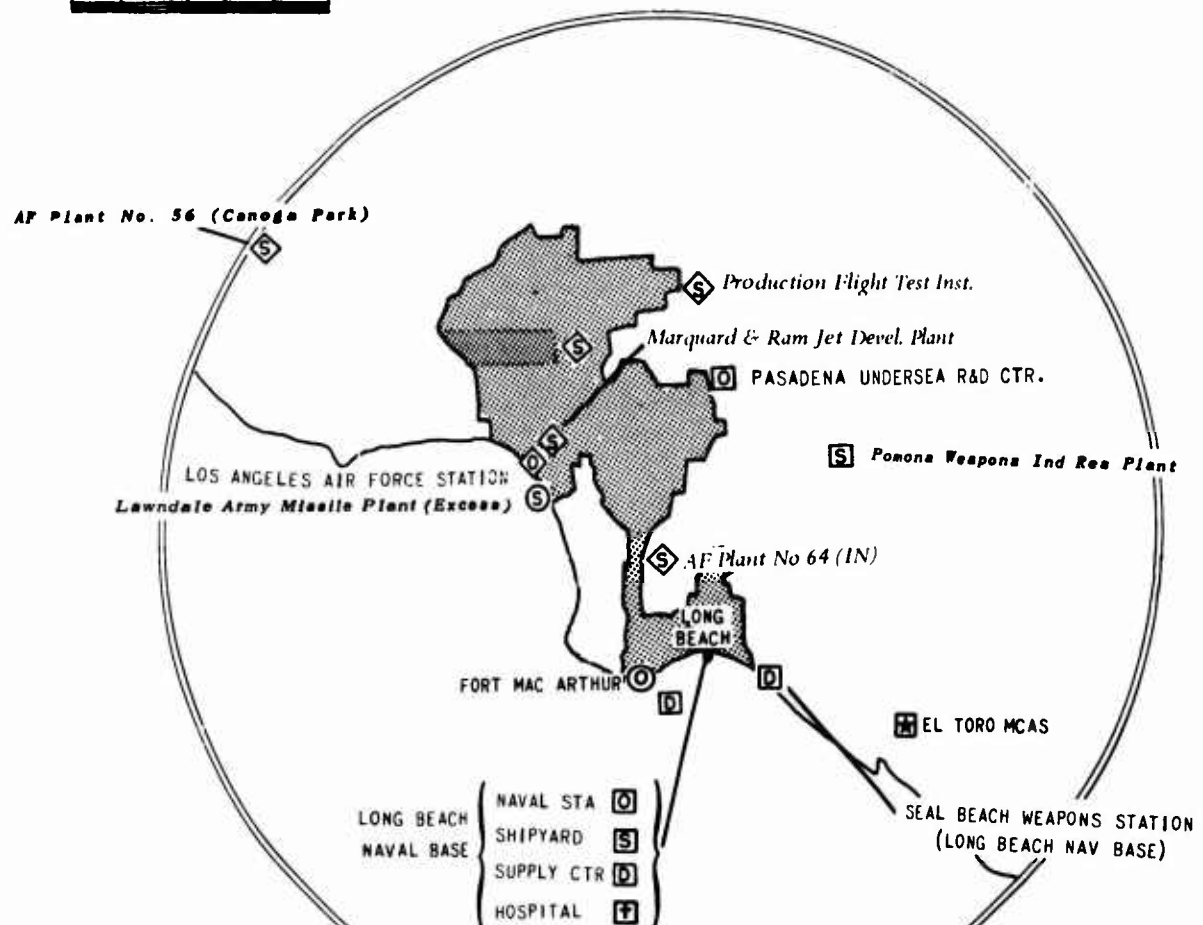 AF Plant No. 56 (Canoga Park)
S
S Production Flight Test Inst.
Marquard & Ram Jet Devel. Plant
S
O PASADENA UNDERSEA R&D CTR.
S
O
S Pomona Weapons Ind Res Plant
LOS ANGELES AIR FORCE STATION
Lawndale Army Missile Plant (Excess) S
S AF Plant No 64 (IN)
LONG
BEACH
FORT MAC ARTHUR O
D
D
EL TORO MCAS
LONG BEACH
NAVAL BASE
NAVAL STA O
SHIPYARD S
SUPPLY CTR D
HOSPITAL
SEAL BEACH WEAPONS STATION
(LONG BEACH NAV BASE)